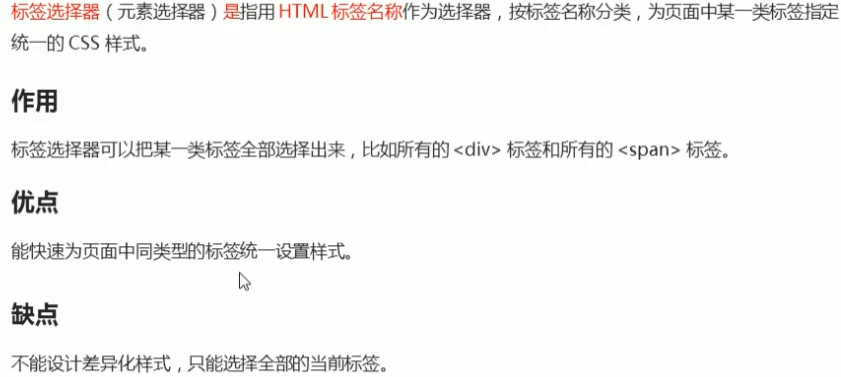 标签选择器（元素选择器）是指用 HTML 标签名称作为选择器，按标签名称分类，为页面中某一类标签指定
统一的 CSS 样式。
作用
标签选择器可以把某一类标签全部选择出来，比如所有的 <div> 标签和所有的 <span> 标签。
优点
能快速为页面中同类型的标签统一设置样式。
缺点
不能设计差异化样式，只能选择全部的当前标签。